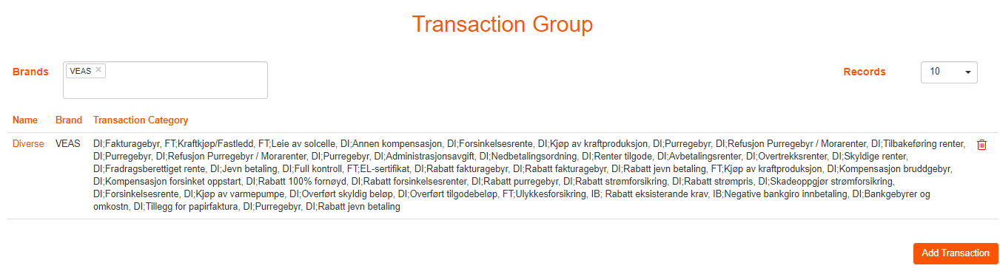 Transaction Group
Brands VEAS × Records 10
Name Brand Transaction Category
Diverse VEAS DI;Fakturagebyr, FT;Kraftkjøp/Fastledd, FT;Leie av solcelle, DI;Annen kompensasjon, DI;Forsinkelsesrente, DI;Kjøp av kraftproduksjon, DI;Purregebyr, DI;Refusjon Purregebyr / Morarenter, DI;Tilbakeføring renter,
DI;Purregebyr, DI;Refusjon Purregebyr / Morarenter, DI;Purregebyr, DI;Administrasjonsavgift, DI;Nedbetalingsordning, DI;Renter tilgode, DI;Avbetalingsrenter, DI;Overtrekksrenter, DI;Skyldige renter,
DI;Fradragsberettiget rente, DI;Jevn betaling, DI;Full kontroll, FT;EL-sertifikat, DI;Rabatt fakturagebyr, DI;Rabatt fakturagebyr, DI;Rabatt jevn betaling, FT;Kjøp av kraftproduksjon, DI;Kompensasjon bruddgebyr,
DI;Kompensasjon forsinket oppstart, DI;Rabatt 100% fornøyd, DI;Rabatt forsinkelsesrenter, DI;Rabatt purregebyr, DI;Rabatt strømforsikring, DI;Rabatt strømpris, DI;Skadeoppgjør strømforsikring,
DI;Forsinkelsesrente, DI;Kjøp av varmepumpe, DI;Overført skyldig beløp, DI;Overført tilgodebeløp, FT;Ulykkesforsikring, IB; Rabatt eksisterande krav, IB;Negative bankgiro innbetaling, DI;Bankgebyrer og
omkostn, DI;Tillegg for papirfaktura, DI;Purregebyr, DI;Rabatt jevn betaling
Add Transaction